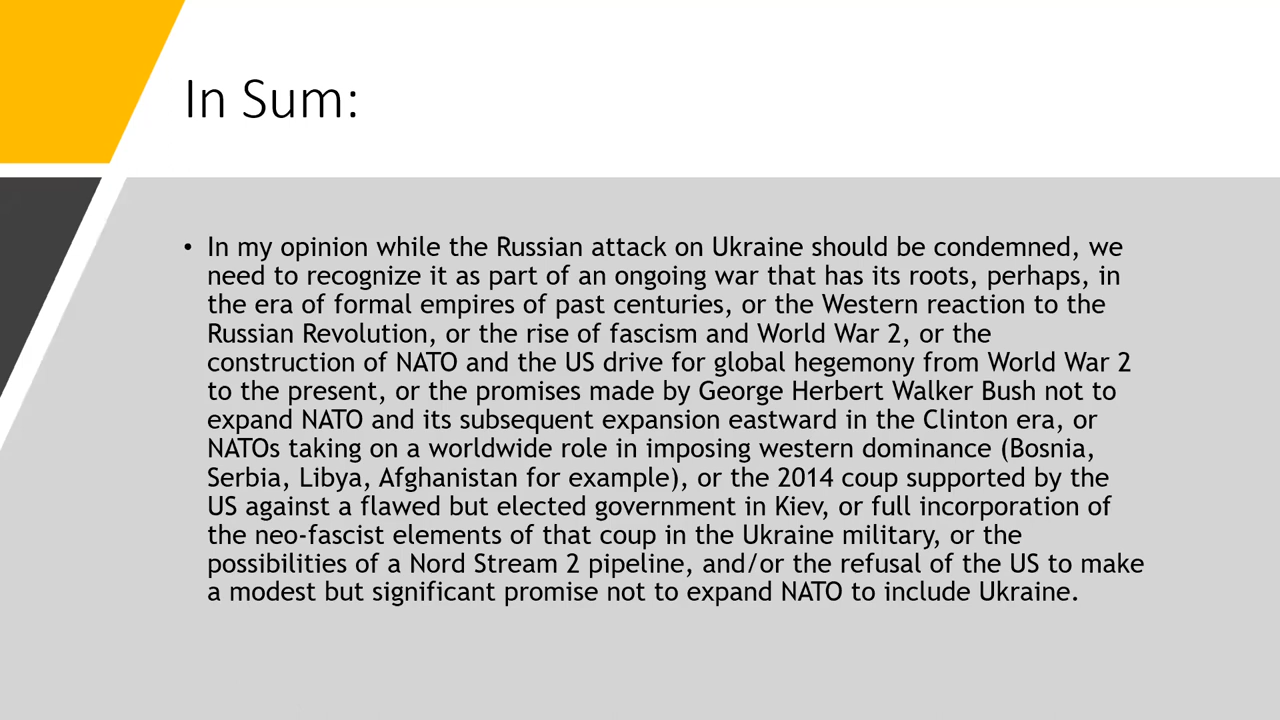 In Sum:
• In my opinion while the Russian attack on Ukraine should be condemned, we
need to recognize it as part of an ongoing war that has its roots, perhaps, in
the era of formal empires of past centuries, or the Western reaction to the
Russian Revolution, or the rise of fascism and World War 2, or the
construction of NATO and the US drive for global hegemony from World War 2
to the present, or the promises made by George Herbert Walker Bush not to
expand NATO and its subsequent expansion eastward in the Clinton era, or
NATOs taking on a worldwide role in imposing western dominance (Bosnia,
Serbia, Libya, Afghanistan for example), or the 2014 coup supported by the
US against a flawed but elected government in Kiev, or full incorporation of
the neo-fascist elements of that coup in the Ukraine military, or the
possibilities of a Nord Stream 2 pipeline, and/or the refusal of the US to make
a modest but significant promise not to expand NATO to include Ukraine.